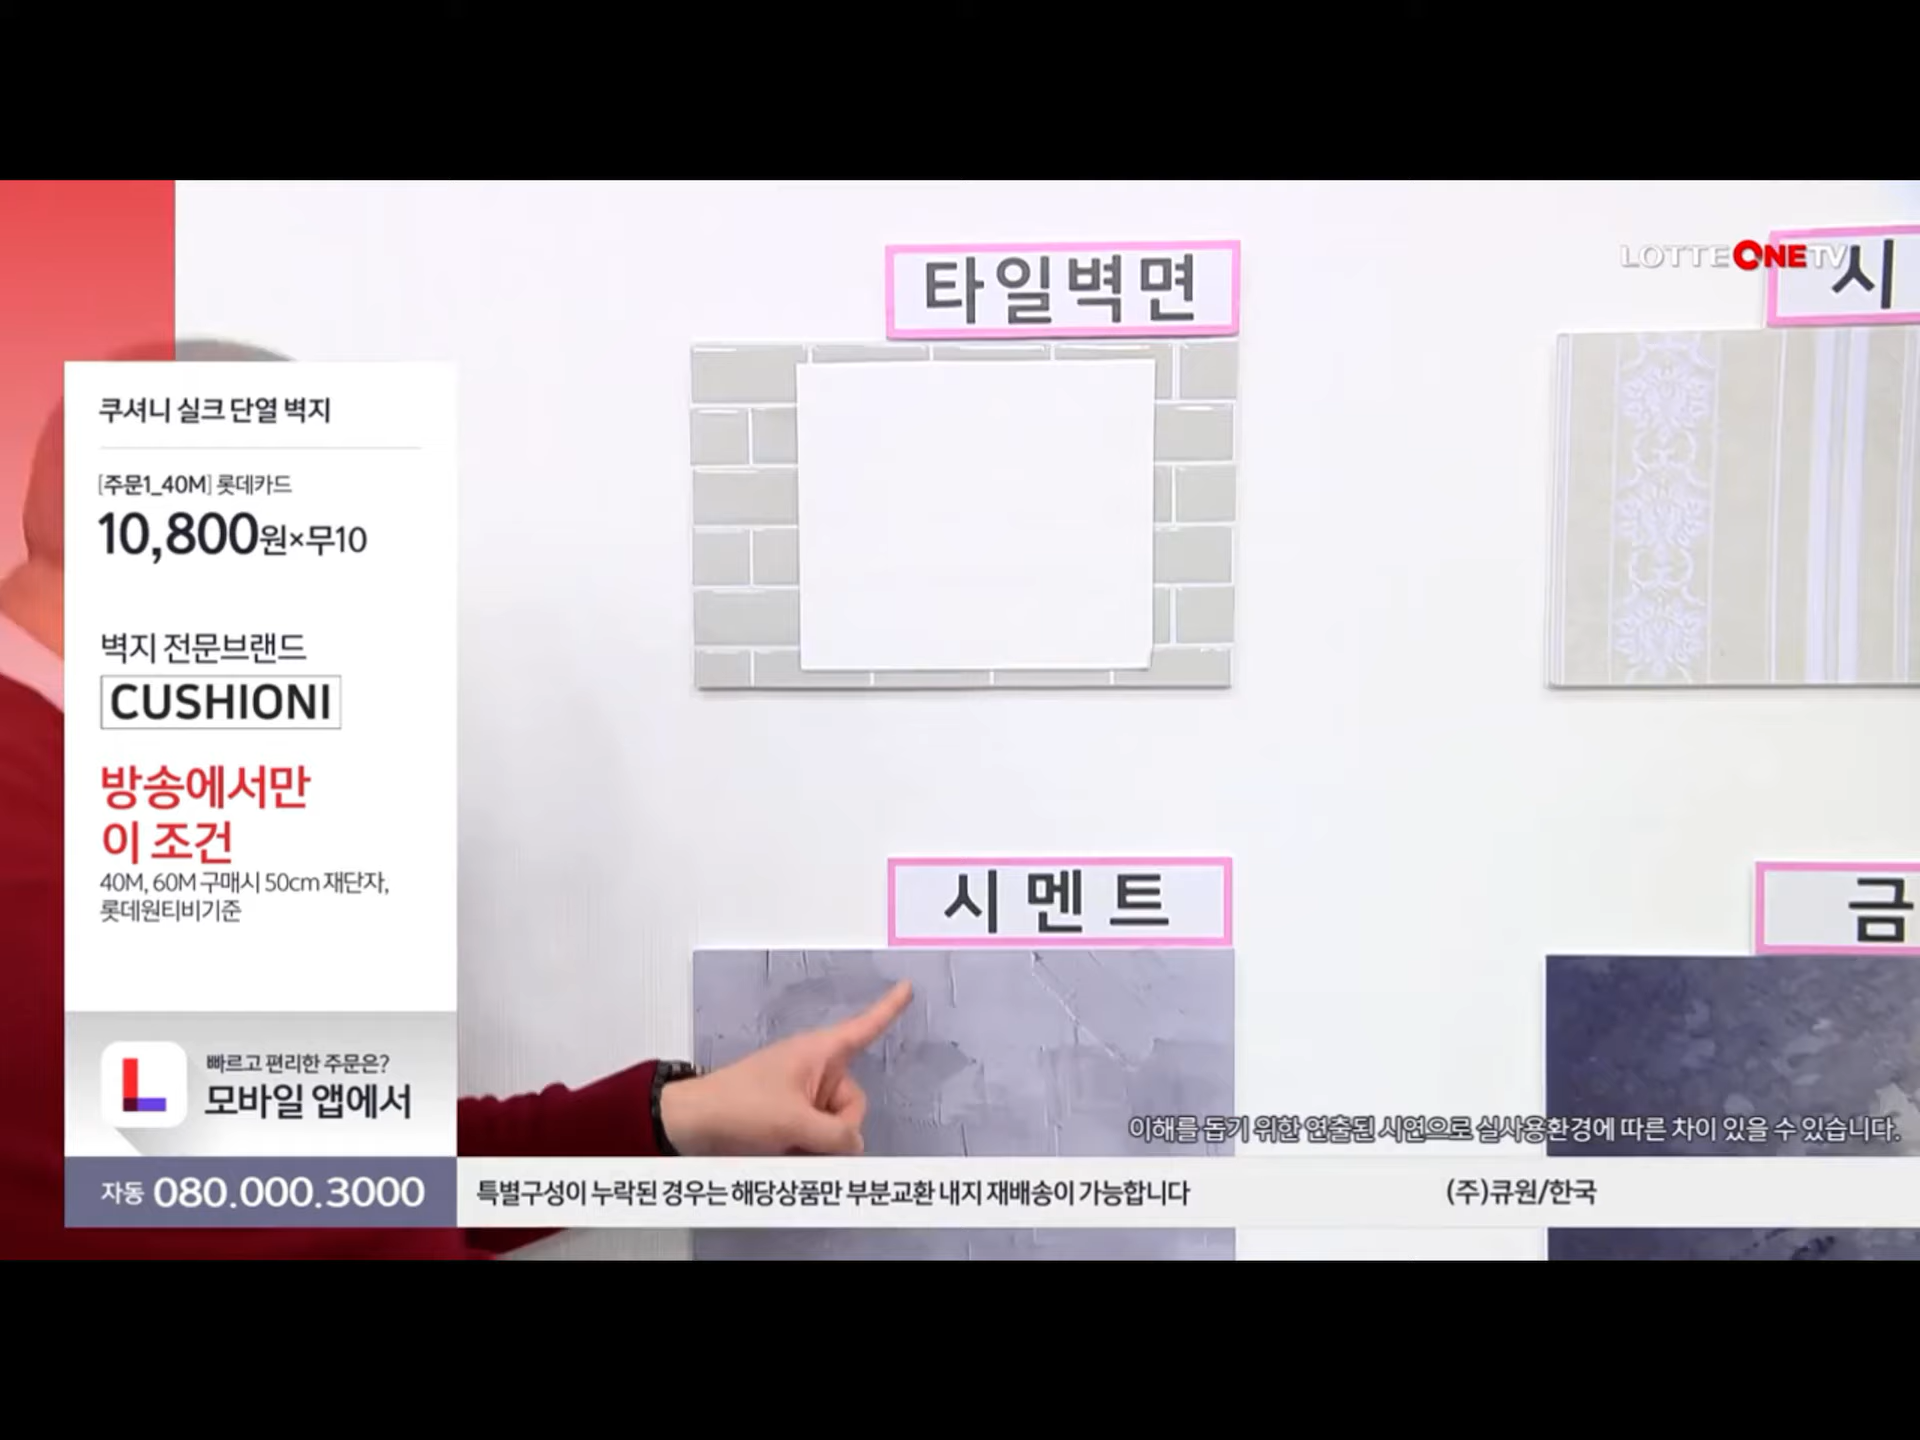 타일벽면
LOTTE ONE TV
시
쿠셔니 실크 단열 벽지
[주문1_40M] 롯데카드
10,800원×무10
벽지 전문브랜드
CUSHIONI
방송에서만
이 조건
40M, 60M 구매시 50cm 재단자,
롯데원티비기준
시멘트
금
빠르고 편리한 주문은?
모바일 앱에서
이해를 돕기 위한 연출된 시연으로 실사용환경에 따른 차이 있을 수 있습니다.
자동 080.000.3000
특별구성이 누락된 경우는 해당상품만 부분교환 내지 재배송이 가능합니다
(주)큐원/한국